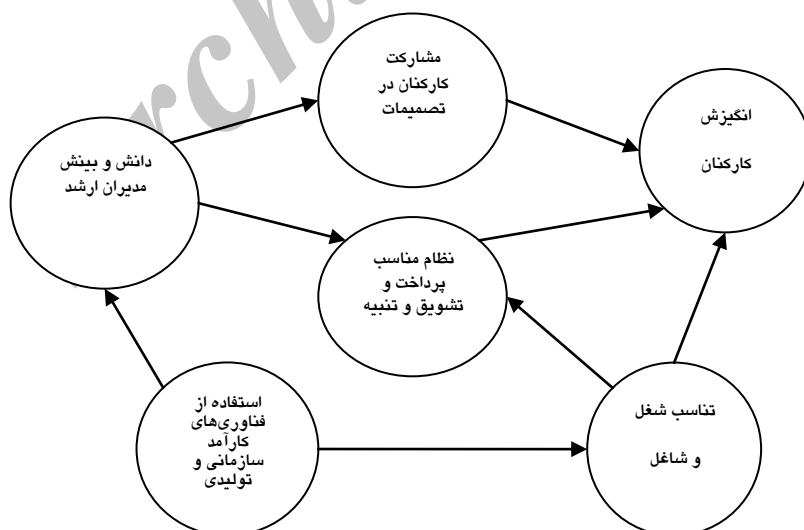 مشارکت
کارکنان در
تصمیمات
انگیزش
کارکنان
دانش و بینش
مدیران ارشد
نظام مناسب
پرداخت و
تشویق و تنبیه
استفاده از
فناوری‌های
کارآمد
سازمانی و
تولیدی
تناسب شغل
و شاغل